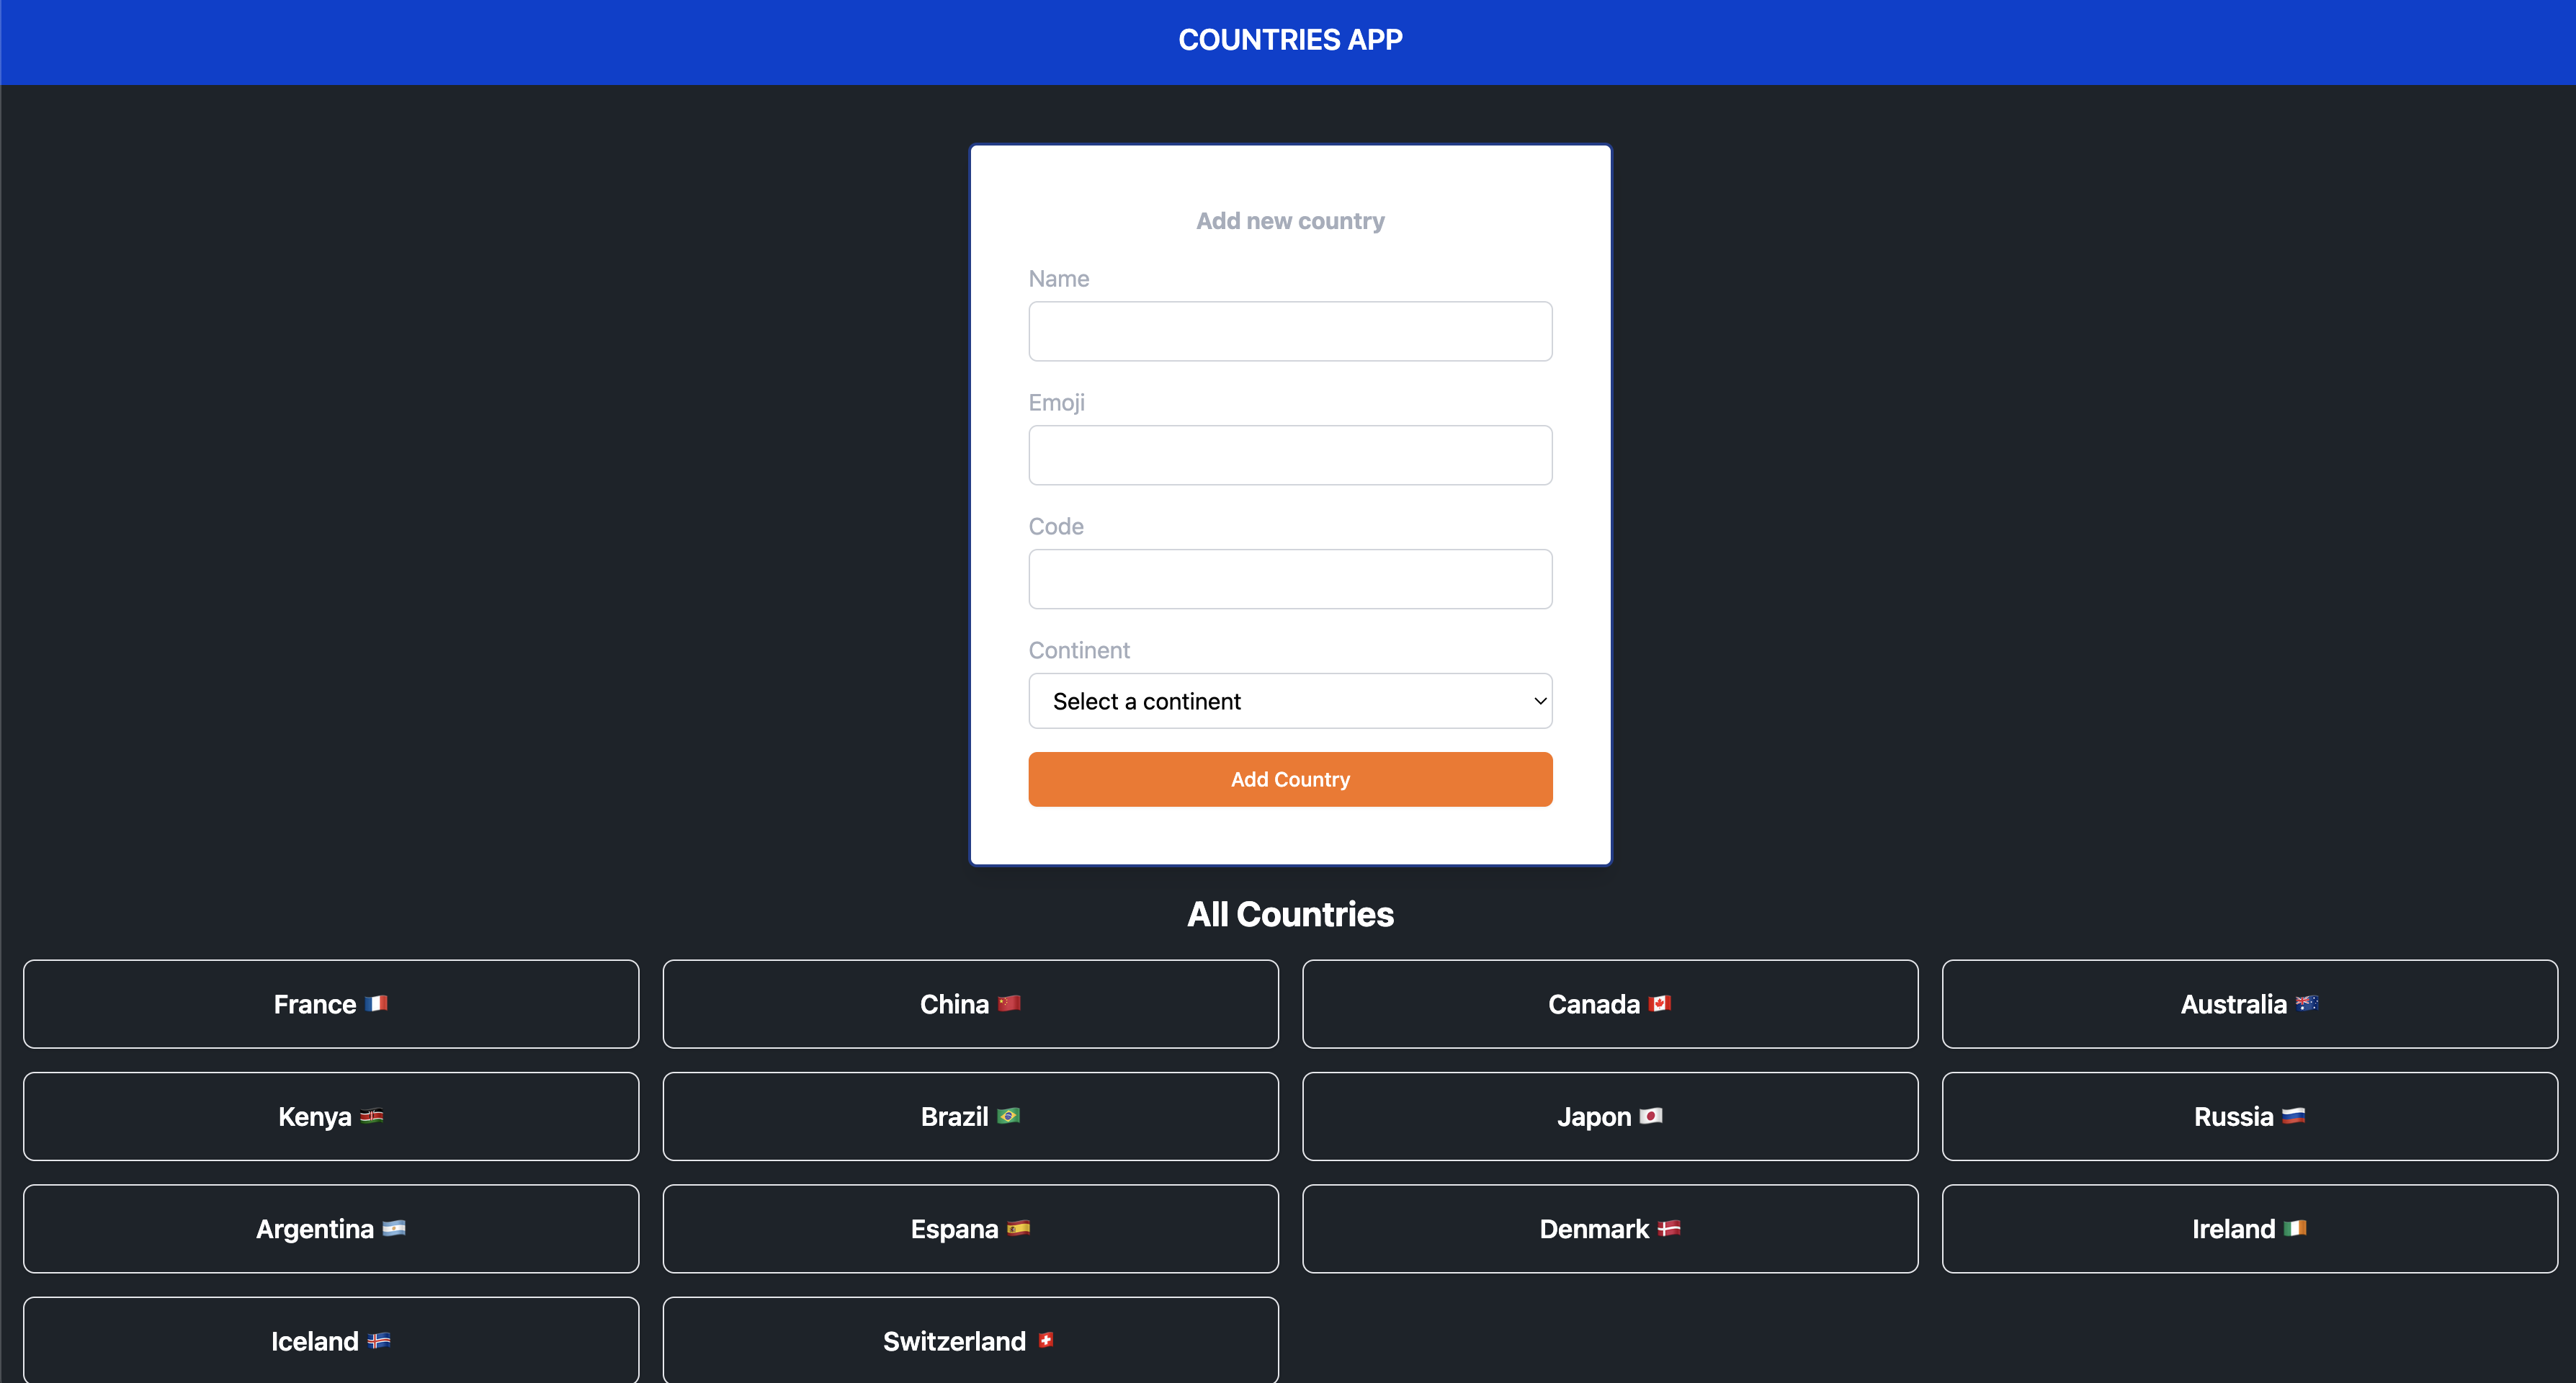 COUNTRIES APP
Add new country
Name
Emoji
Code
Continent
Select a continent
Add Country
All Countries
France 🇫🇷
China 🇨🇳
Canada 🇨🇦
Australia 🇦🇺
Kenya 🇰🇪
Brazil 🇧🇷
Japon 🇯🇵
Russia 🇷🇺
Argentina 🇦🇷
Espana 🇪🇸
Denmark 🇩🇰
Ireland 🇮🇪
Iceland 🇮🇸
Switzerland 🇨🇭